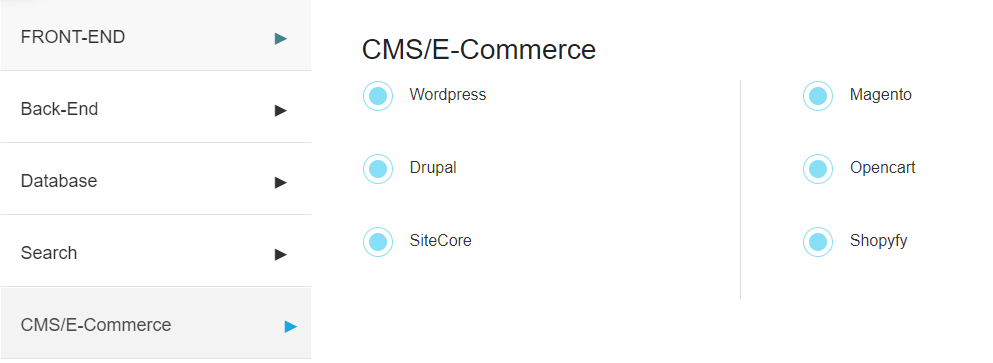 FRONT-END
Back-End
Database
Search
CMS/E-Commerce
CMS/E-Commerce
Wordpress
Drupal
SiteCore
Magento
Opencart
Shopyfy